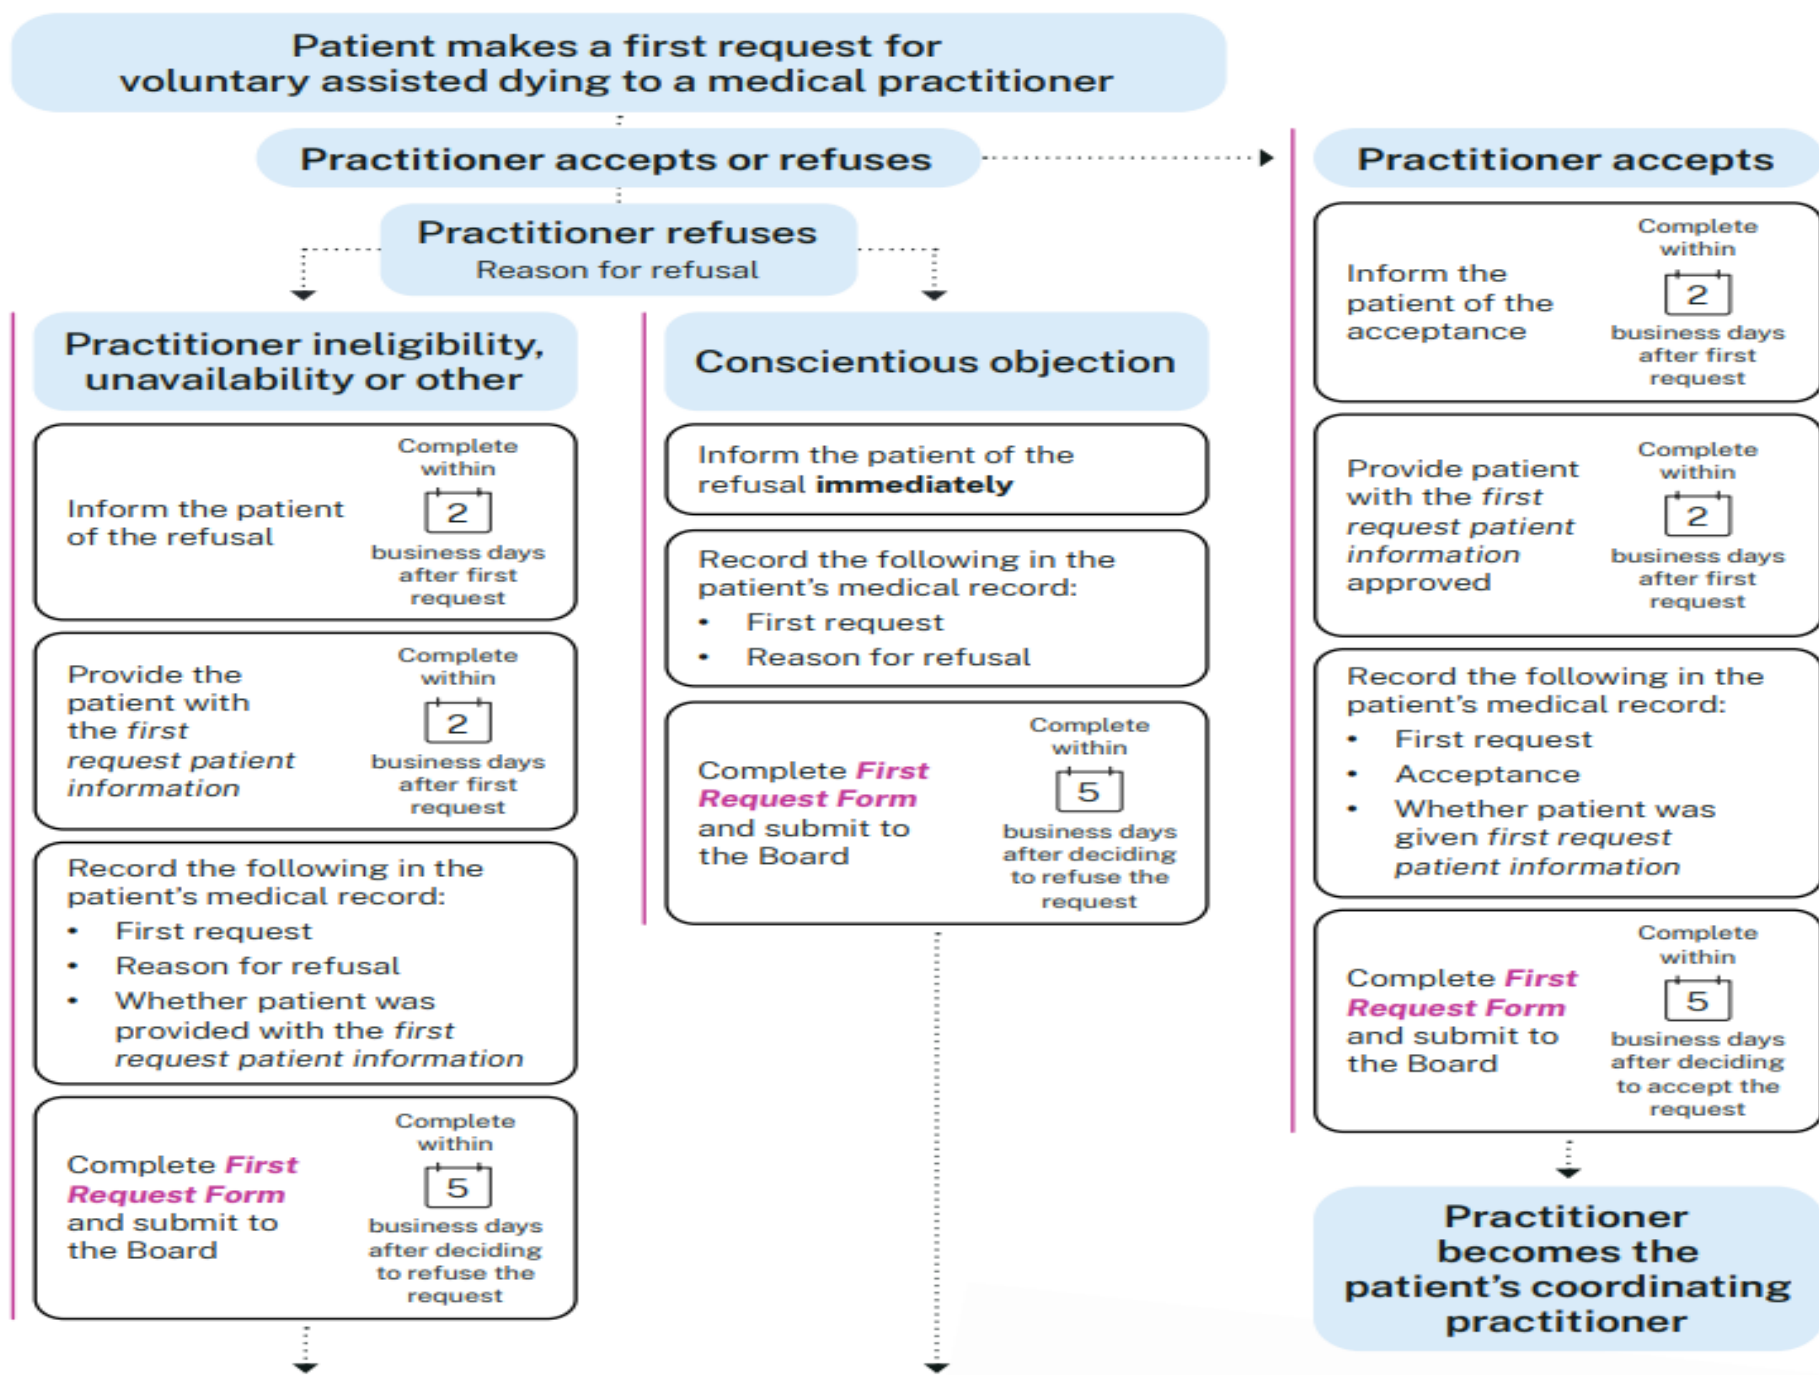 Patient makes a first request for
voluntary assisted dying to a medical practitioner
Practitioner accepts or refuses
Practitioner refuses
Reason for refusal
Practitioner ineligibility,
unavailability or other
Inform the patient
of the refusal
Complete
within
2
business days
after first
request
Provide the
patient with
the first
request patient
information
Complete
within
2
business days
after first
request
Record the following in the
patient's medical record:
• First request
• Reason for refusal
• Whether patient was
provided with the first
request patient information
Complete First
Request Form
and submit to
the Board
Complete
within
5
business days
after deciding
to refuse the
request
Conscientious objection
Inform the patient of the
refusal immediately
Record the following in the
patient's medical record:
• First request
• Reason for refusal
Complete First
Request Form
and submit to
the Board
Complete
within
5
business days
after deciding
to refuse the
request
Practitioner accepts
Inform the
patient of the
acceptance
Complete
within
2
business days
after first
request
Provide patient
with the first
request patient
information
approved
Complete
within
2
business days
after first
request
Record the following in the
patient's medical record:
• First request
• Acceptance
• Whether patient was
given first request
patient information
Complete First
Request Form
and submit to
the Board
Complete
within
5
business days
after deciding
to accept the
request
Practitioner
becomes the
patient's coordinating
practitioner